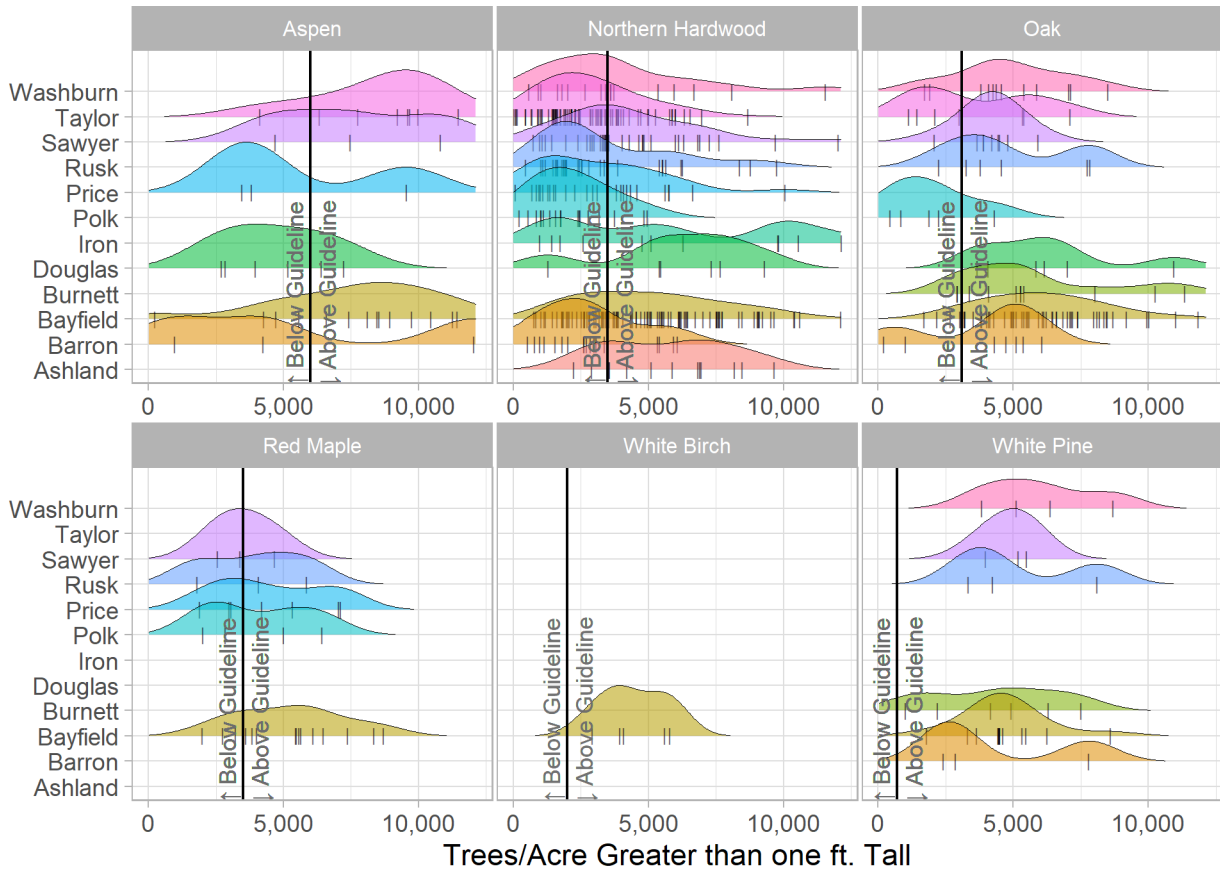 Aspen Northern Hardwood Oak
Washburn
Taylor
Sawyer
Rusk
Price
Polk
Iron
Douglas
Burnett
Bayfield
Barron
Ashland
Below Guideline
Above Guideline
Below Guideline
Above Guideline
Below Guideline
Above Guideline
0 5,000 10,000 0 5,000 10,000 0 5,000 10,000
Red Maple White Birch White Pine
Washburn
Taylor
Sawyer
Rusk
Price
Polk
Iron
Douglas
Burnett
Bayfield
Barron
Ashland
Below Guideline
Above Guideline
Below Guideline
Above Guideline
Below Guideline
Above Guideline
0 5,000 10,000 0 5,000 10,000 0 5,000 10,000
Trees/Acre Greater than one ft. Tall